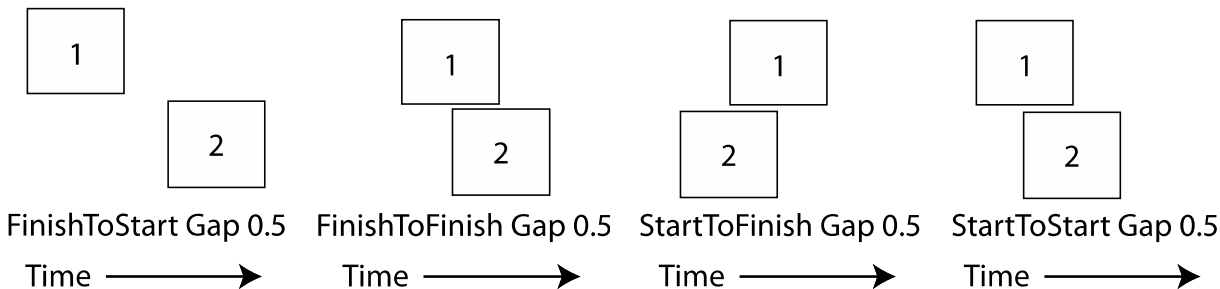 1
2
FinishToStart Gap 0.5
Time
1
2
FinishToFinish Gap 0.5
Time
1
2
StartToFinish Gap 0.5
Time
1
2
StartToStart Gap 0.5
Time